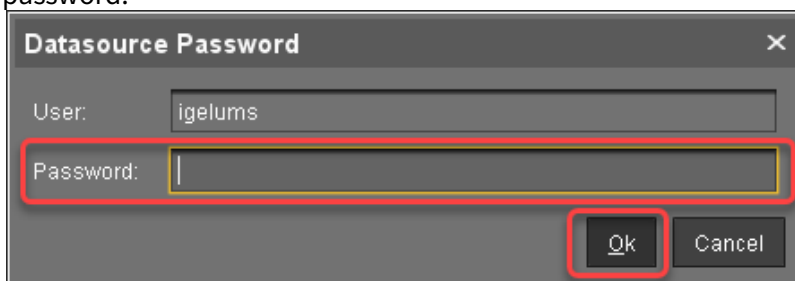 password.
Datasource Password ×
User: igelums
Password:
Ok Cancel